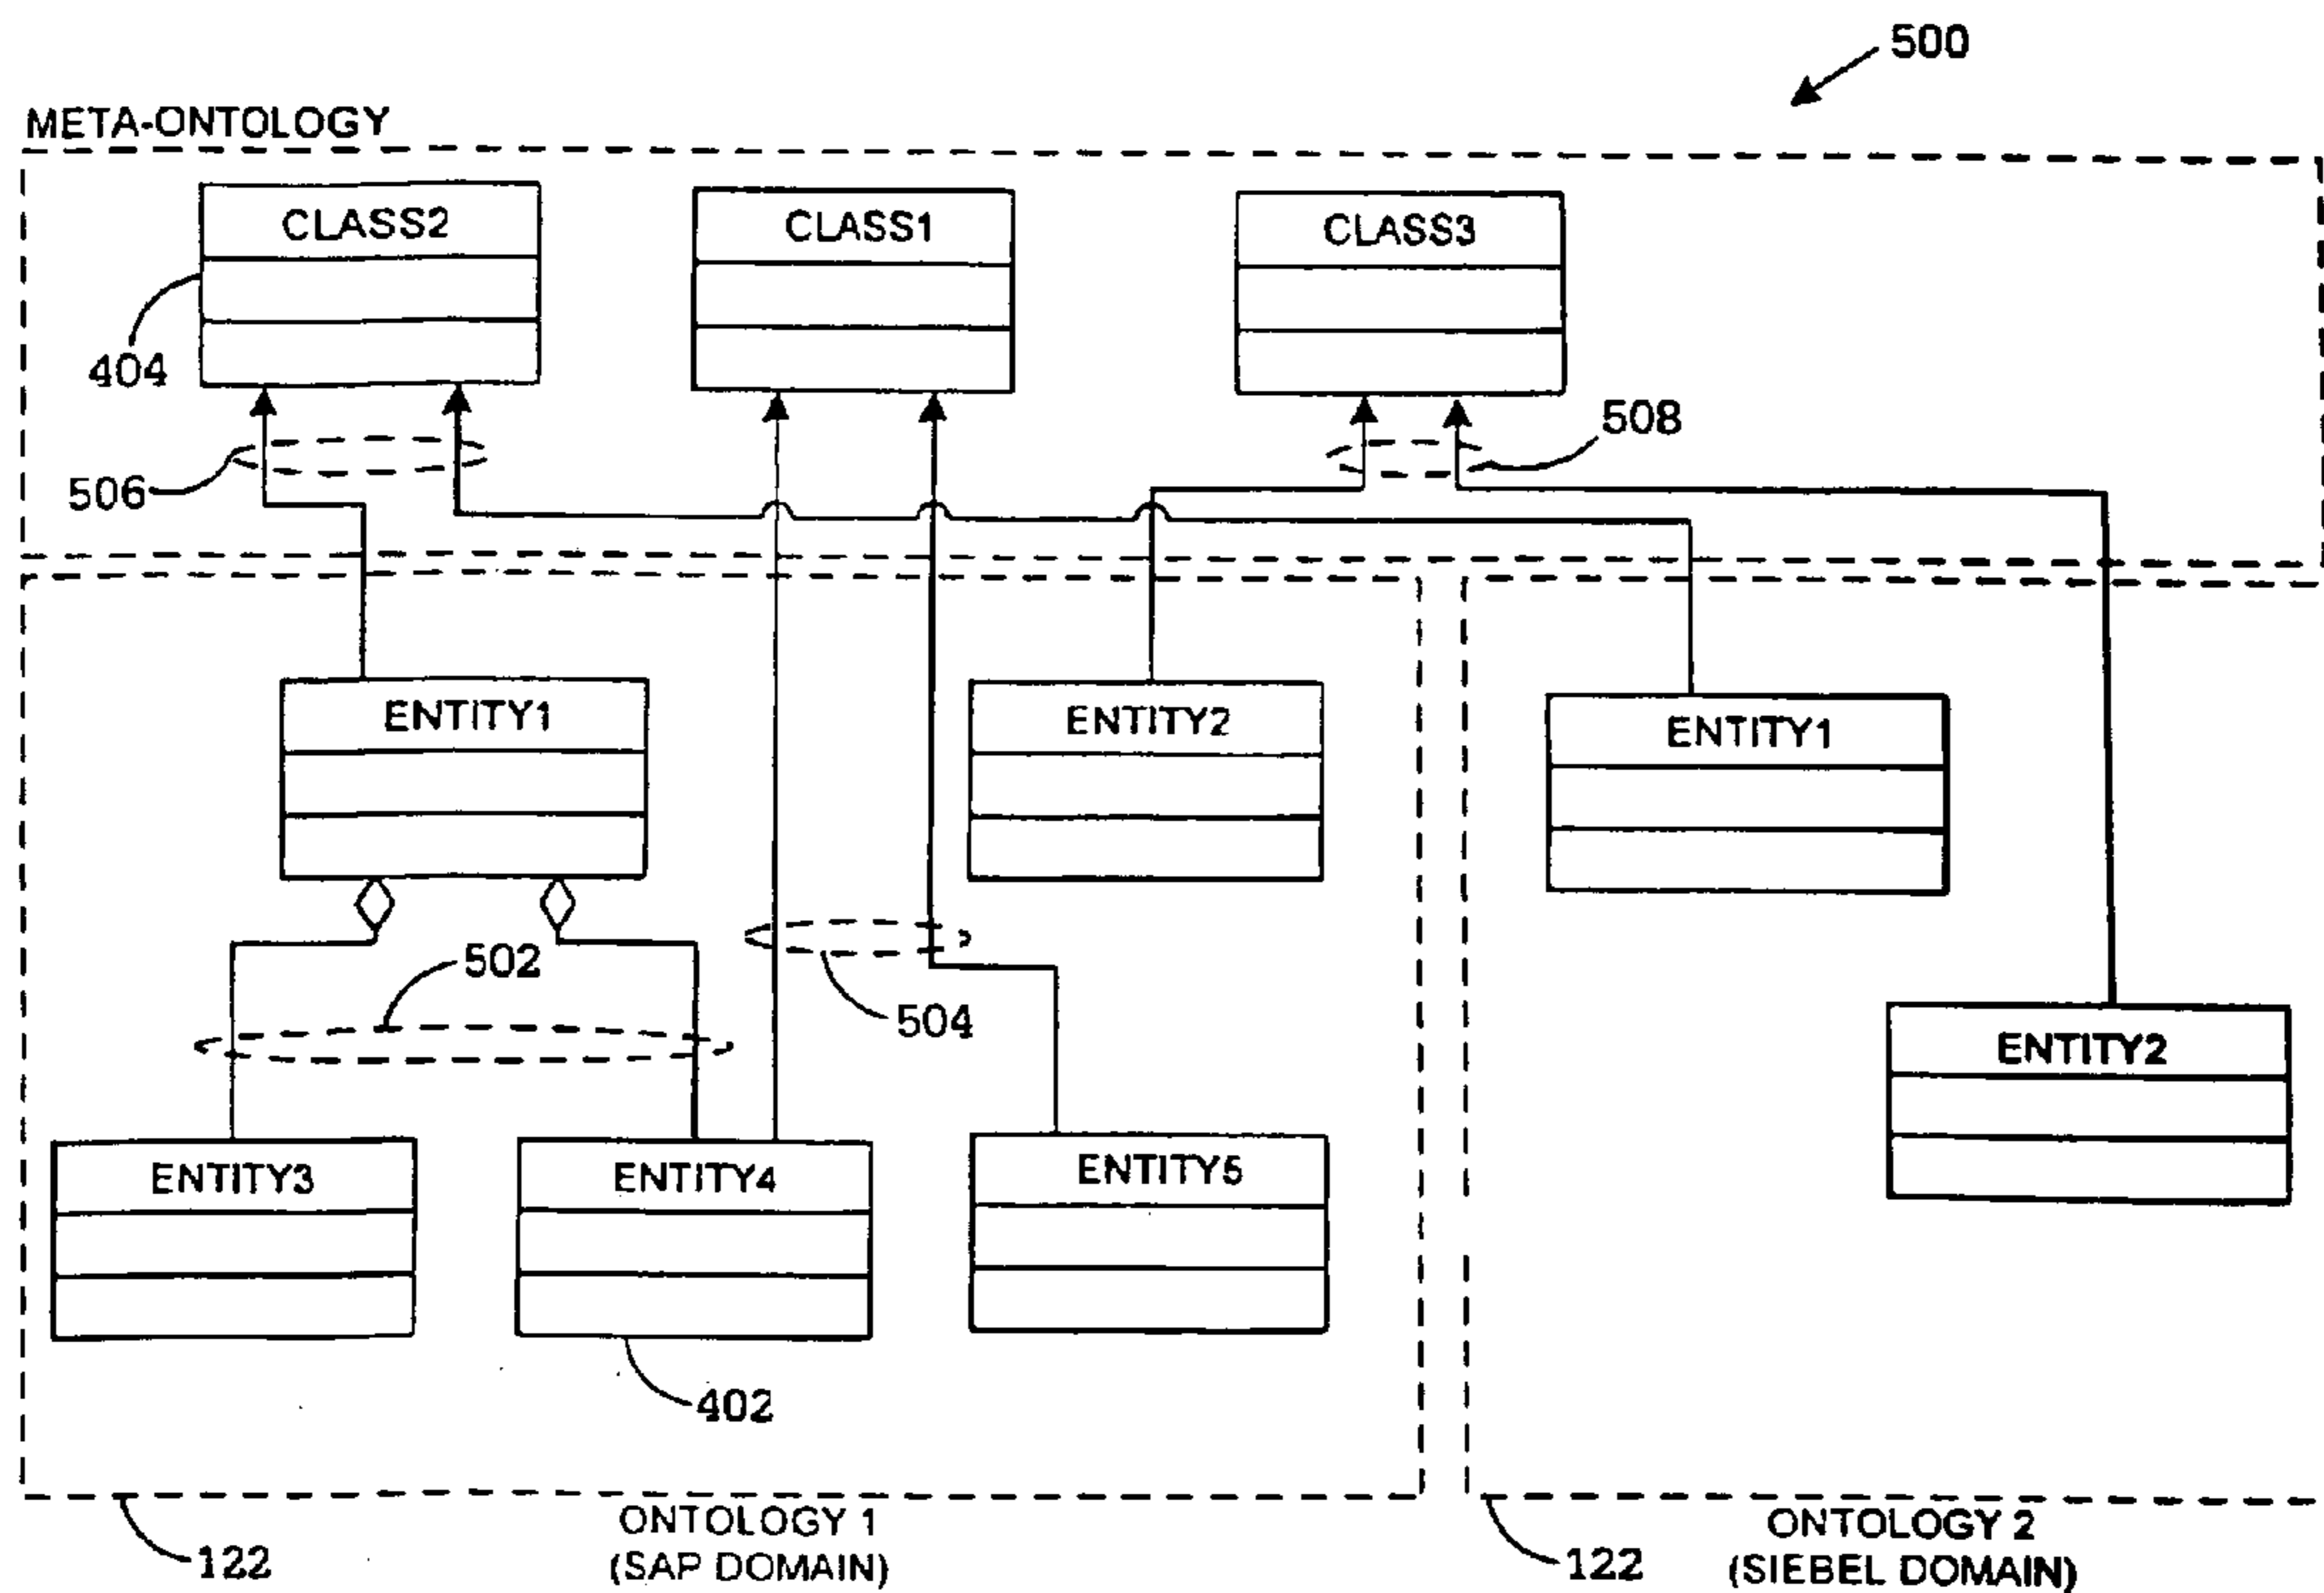 500
META-ONTOLOGY
CLASS2
CLASS1
CLASS3
404
508
506
ENTITY1
ENTITY2
ENTITY1
502
504
ENTITY2
ENTITY3
ENTITY4
ENTITY5
402
ONTOLOGY 1
(SAP DOMAIN)
122
ONTOLOGY 2
(SIEBEL DOMAIN)
122